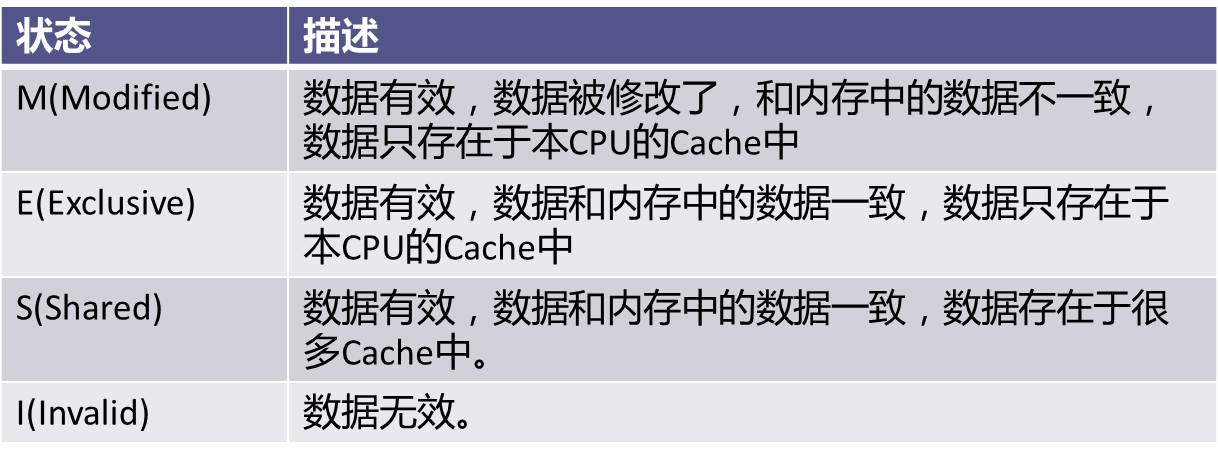 状态 描述
M(Modified) 数据有效，数据被修改了，和内存中的数据不一致，
数据只存在于本CPU的Cache中
E(Exclusive) 数据有效，数据和内存中的数据一致，数据只存在于
本CPU的Cache中
S(Shared) 数据有效，数据和内存中的数据一致，数据存在于很
多Cache中。
I(Invalid) 数据无效。